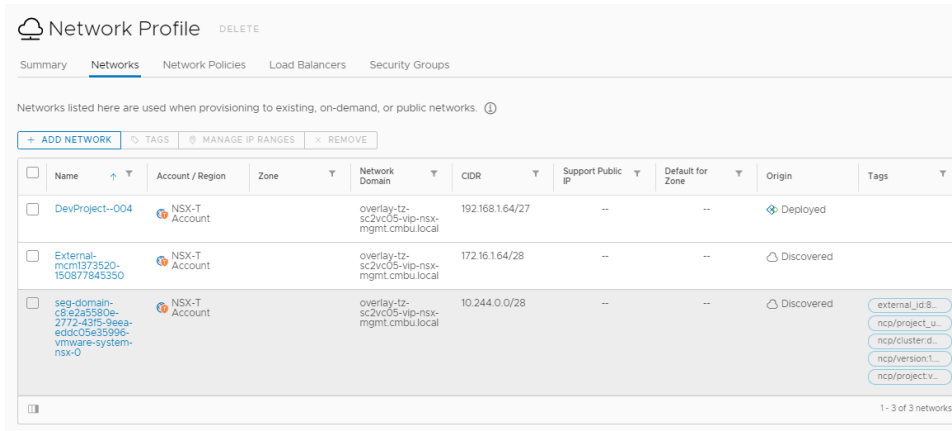 Network Profile DELETE
Summary Networks Network Policies Load Balancers Security Groups
Networks listed here are used when provisioning to existing, on-demand, or public networks.
+ ADD NETWORK TAGS MANAGE IP RANGES × REMOVE
Name Account / Region Zone Network Domain CIDR Support Public IP Default for Zone Origin Tags
DevProject--004 NSX-T Account overlay-tz-sc2vc05-vip-nsx-mgmt.cmbu.local 192.168.1.64/27 -- -- Deployed
External-mcm1373520-150877845350 NSX-T Account overlay-tz-sc2vc05-vip-nsx-mgmt.cmbu.local 172.16.1.64/28 -- -- Discovered
seg-domain-c8:e2a5580e-2772-43f5-9eea-eddc05e35996-vmware-system-nsx-0 NSX-T Account overlay-tz-sc2vc05-vip-nsx-mgmt.cmbu.local 10.244.0.0/28 -- -- Discovered
external_id:8...
ncp/project_u...
ncp/cluster:d...
ncp/version:1....
ncp/project:v...
1 - 3 of 3 networks